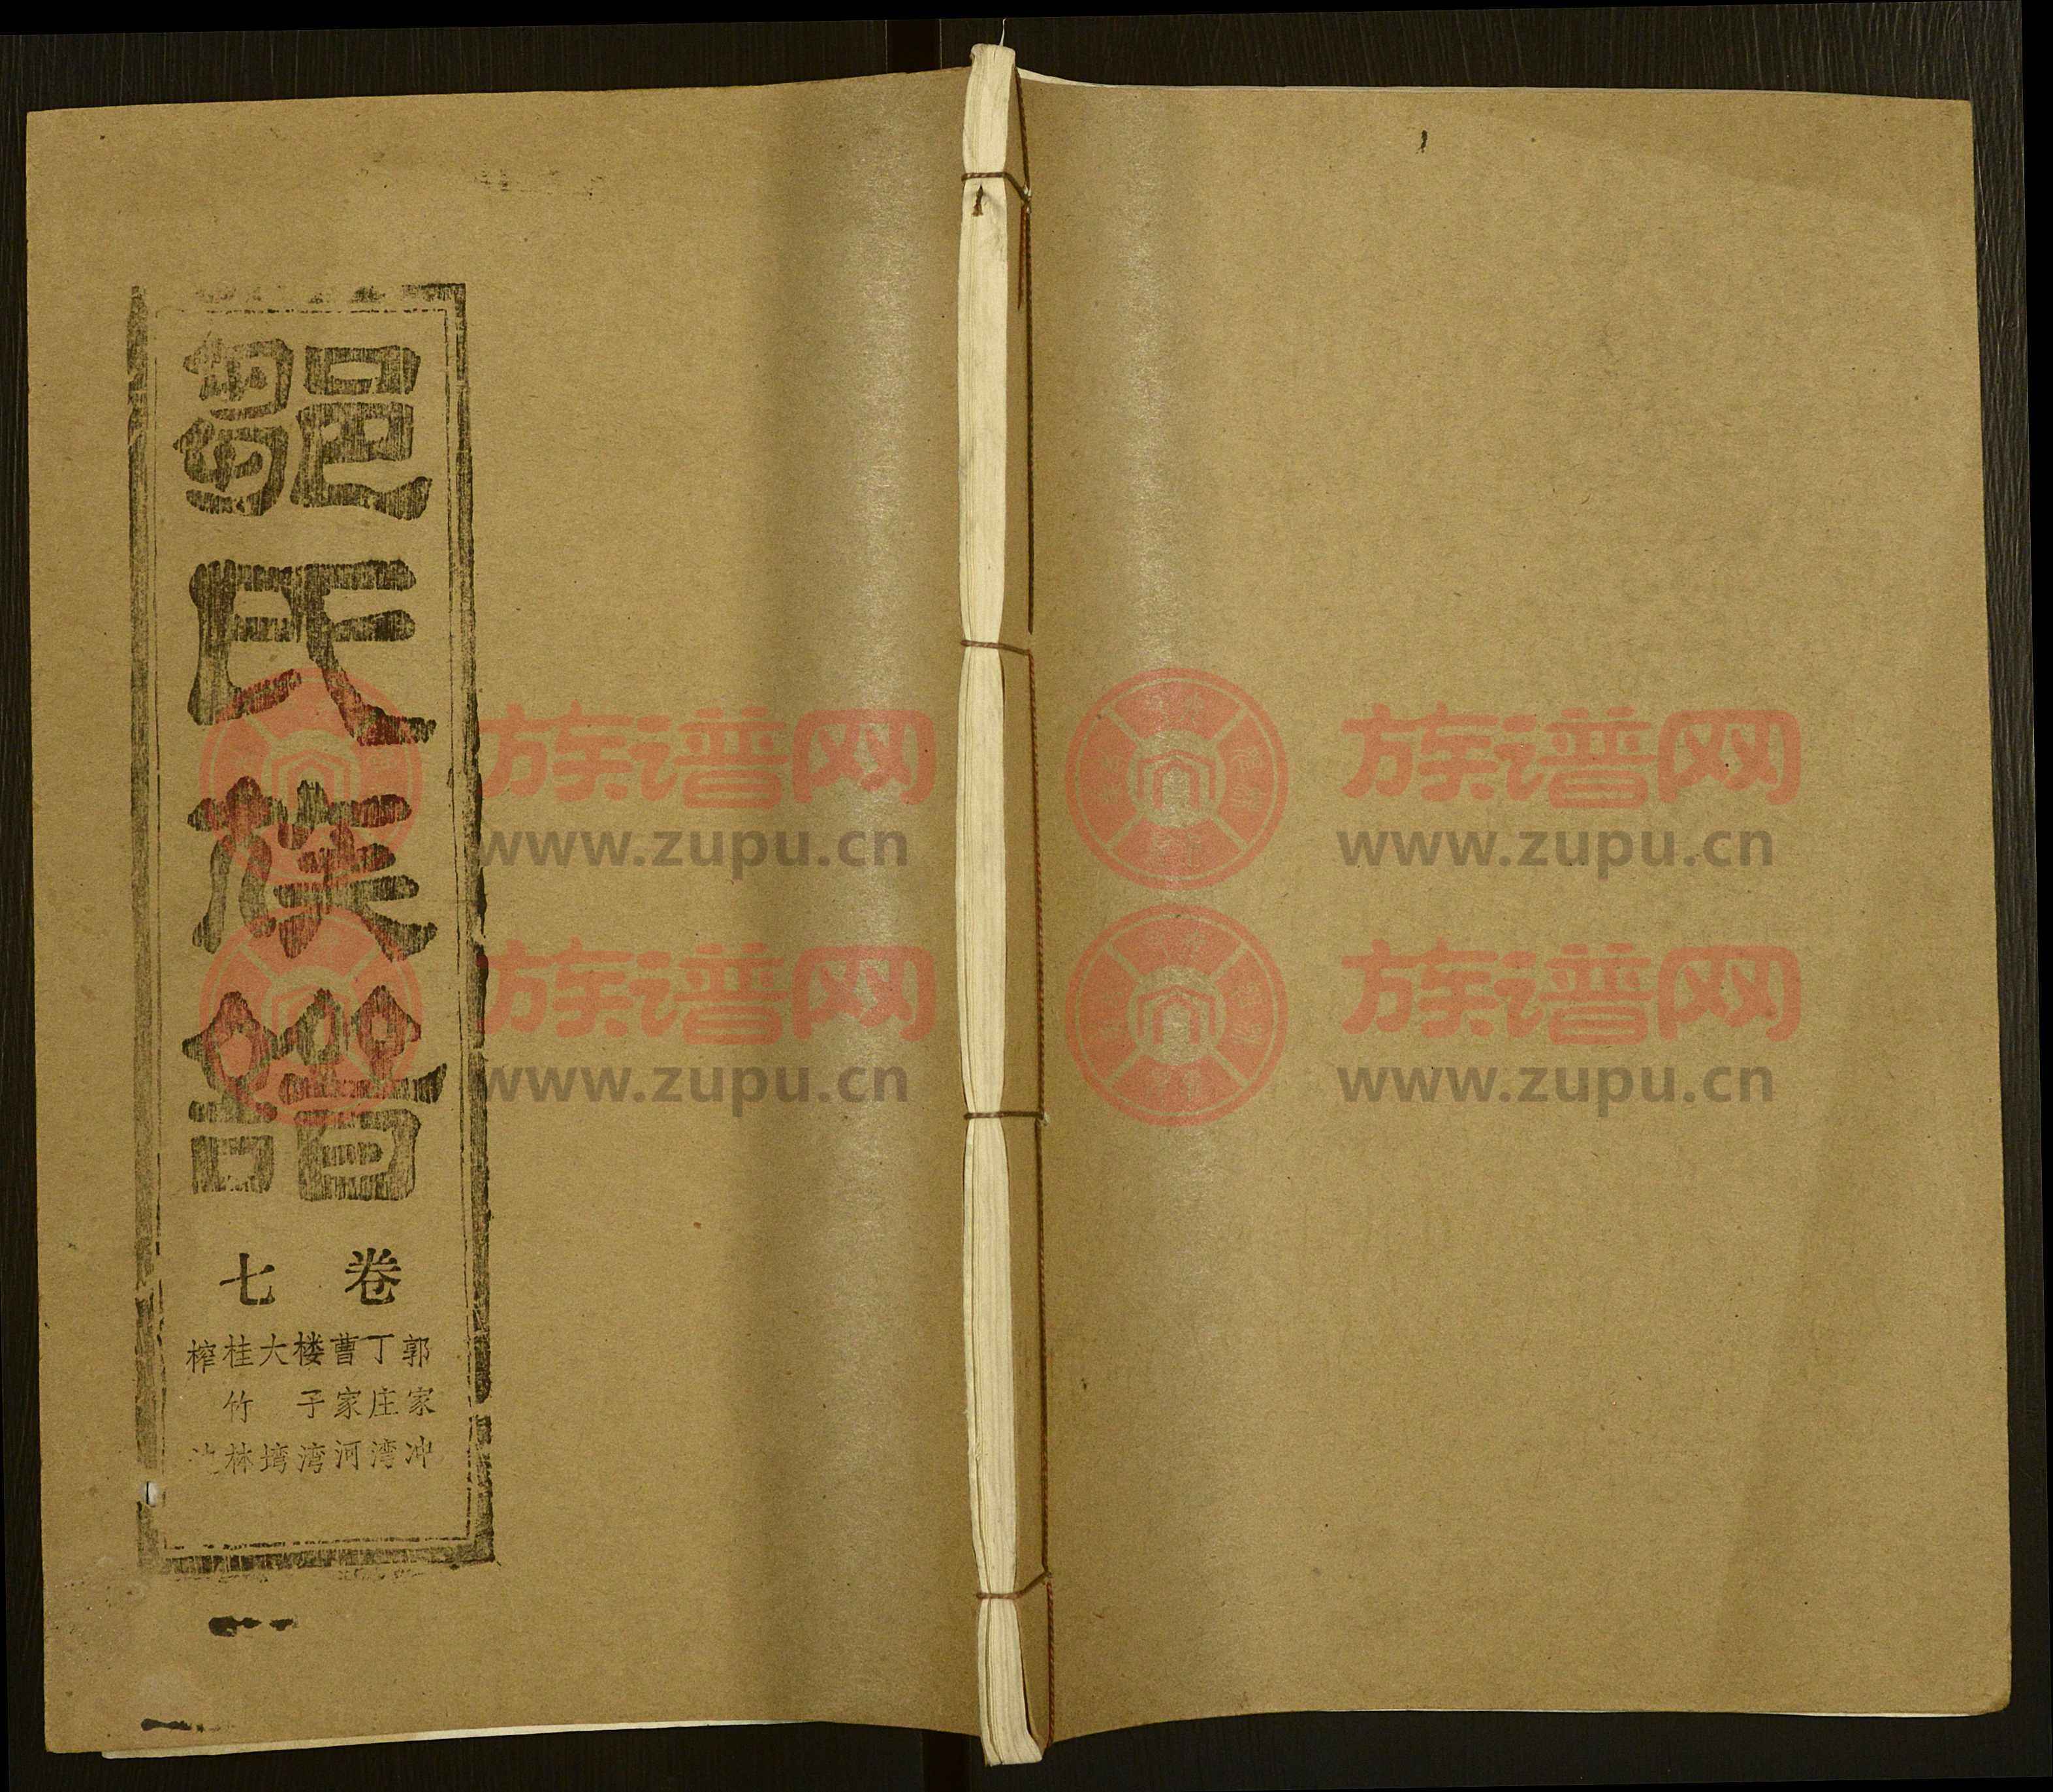 鄒氏族譜
卷七
郭家冲
丁庄湾
曹家河
楼子湾
大塆
桂竹林
榨
族谱网
www.zupu.cn
族谱网
www.zupu.cn
族谱网
www.zupu.cn
族谱网
www.zupu.cn